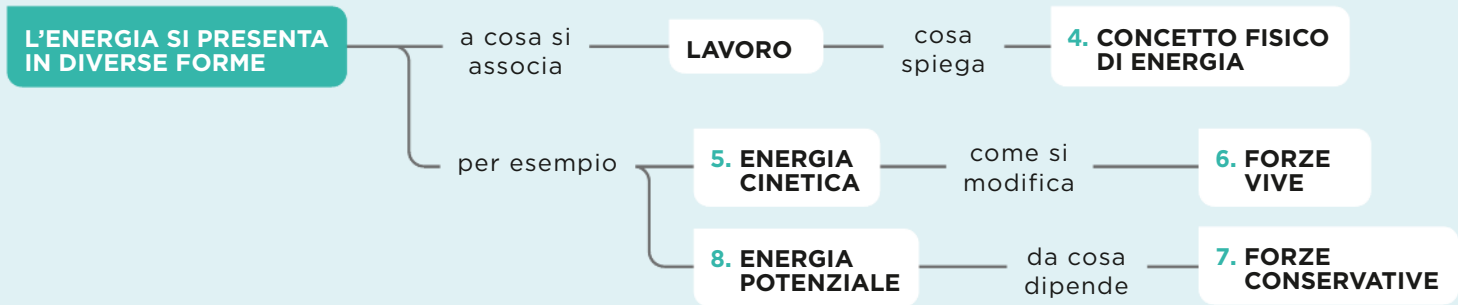 L'ENERGIA SI PRESENTA
IN DIVERSE FORME
a cosa si
associa
LAVORO
cosa
spiega
4. CONCETTO FISICO
DI ENERGIA
per esempio
5. ENERGIA
CINETICA
come si
modifica
6. FORZE
VIVE
8. ENERGIA
POTENZIALE
da cosa
dipende
7. FORZE
CONSERVATIVE